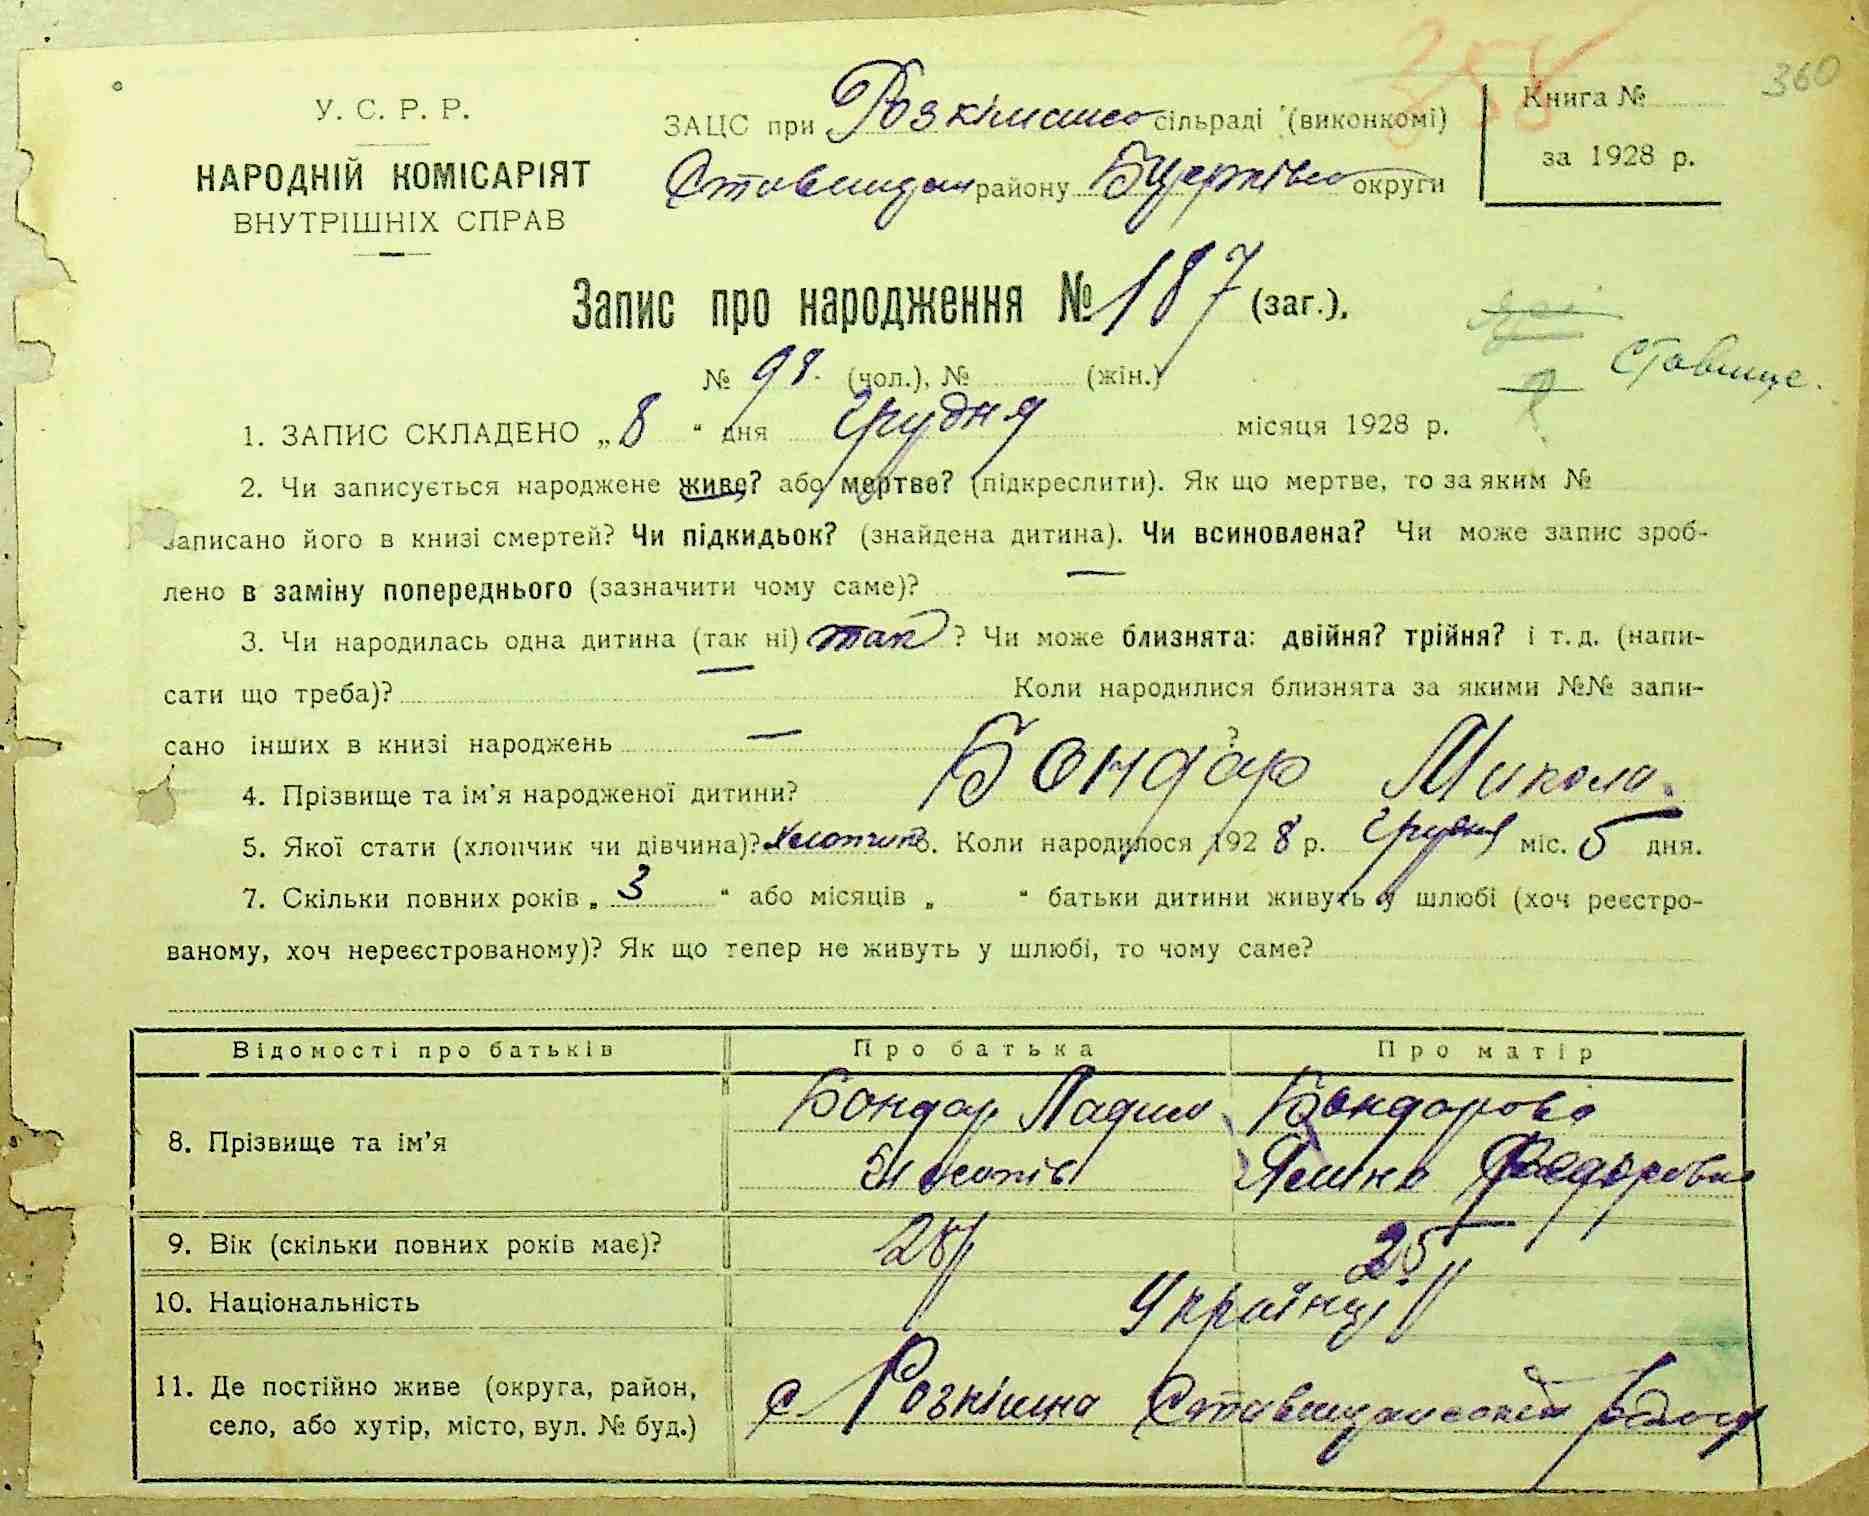 358
360
У. С. Р. Р.
НАРОДНІЙ КОМІСАРІЯТ
ВНУТРІШНІХ СПРАВ
ЗАЦС при сільраді (виконкомі)
району округи
Книга №
за 1928 р.
Запис про народження № 187 (заг.).
№ 98. (чол.), № (жін.)
Ставище.
1. ЗАПИС СКЛАДЕНО „ 8 “ дня Грудня місяця 1928 р.
2. Чи записується народжене живе? або мертве? (підкреслити). Як що мертве, то за яким №
записано його в книзі смертей? Чи підкидьок? (знайдена дитина). Чи всиновлена? Чи може запис зроб-
лено в заміну попереднього (зазначити чому саме)? —
3. Чи народилась одна дитина (так ні) так ? Чи може близнята: двійня? трійня? і т. д. (напи-
сати що треба)? — Коли народилися близнята за якими №№ запи-
сано інших в книзі народжень — ?
4. Прізвище та ім’я народженої дитини? Бондар Микола.
5. Якої стати (хлопчик чи дівчина)? Хлопчик 6. Коли народилося 1928 р. Грудня міс. 5 дня.
7. Скільки повних років „ 3 “ або місяців „ “ батьки дитини живуть у шлюбі (хоч реєстро-
ваному, хоч нереєстрованому)? Як що тепер не живуть у шлюбі, то чому саме?
Відомості про батьків Про батька Про матір
8. Прізвище та ім’я Бондар Бондарова
Федоровна
9. Вік (скільки повних років має)? 28 25
10. Національність Українці
11. Де постійно живе (округа, район,
село, або хутір, місто, вул. № буд.) с Розкішна